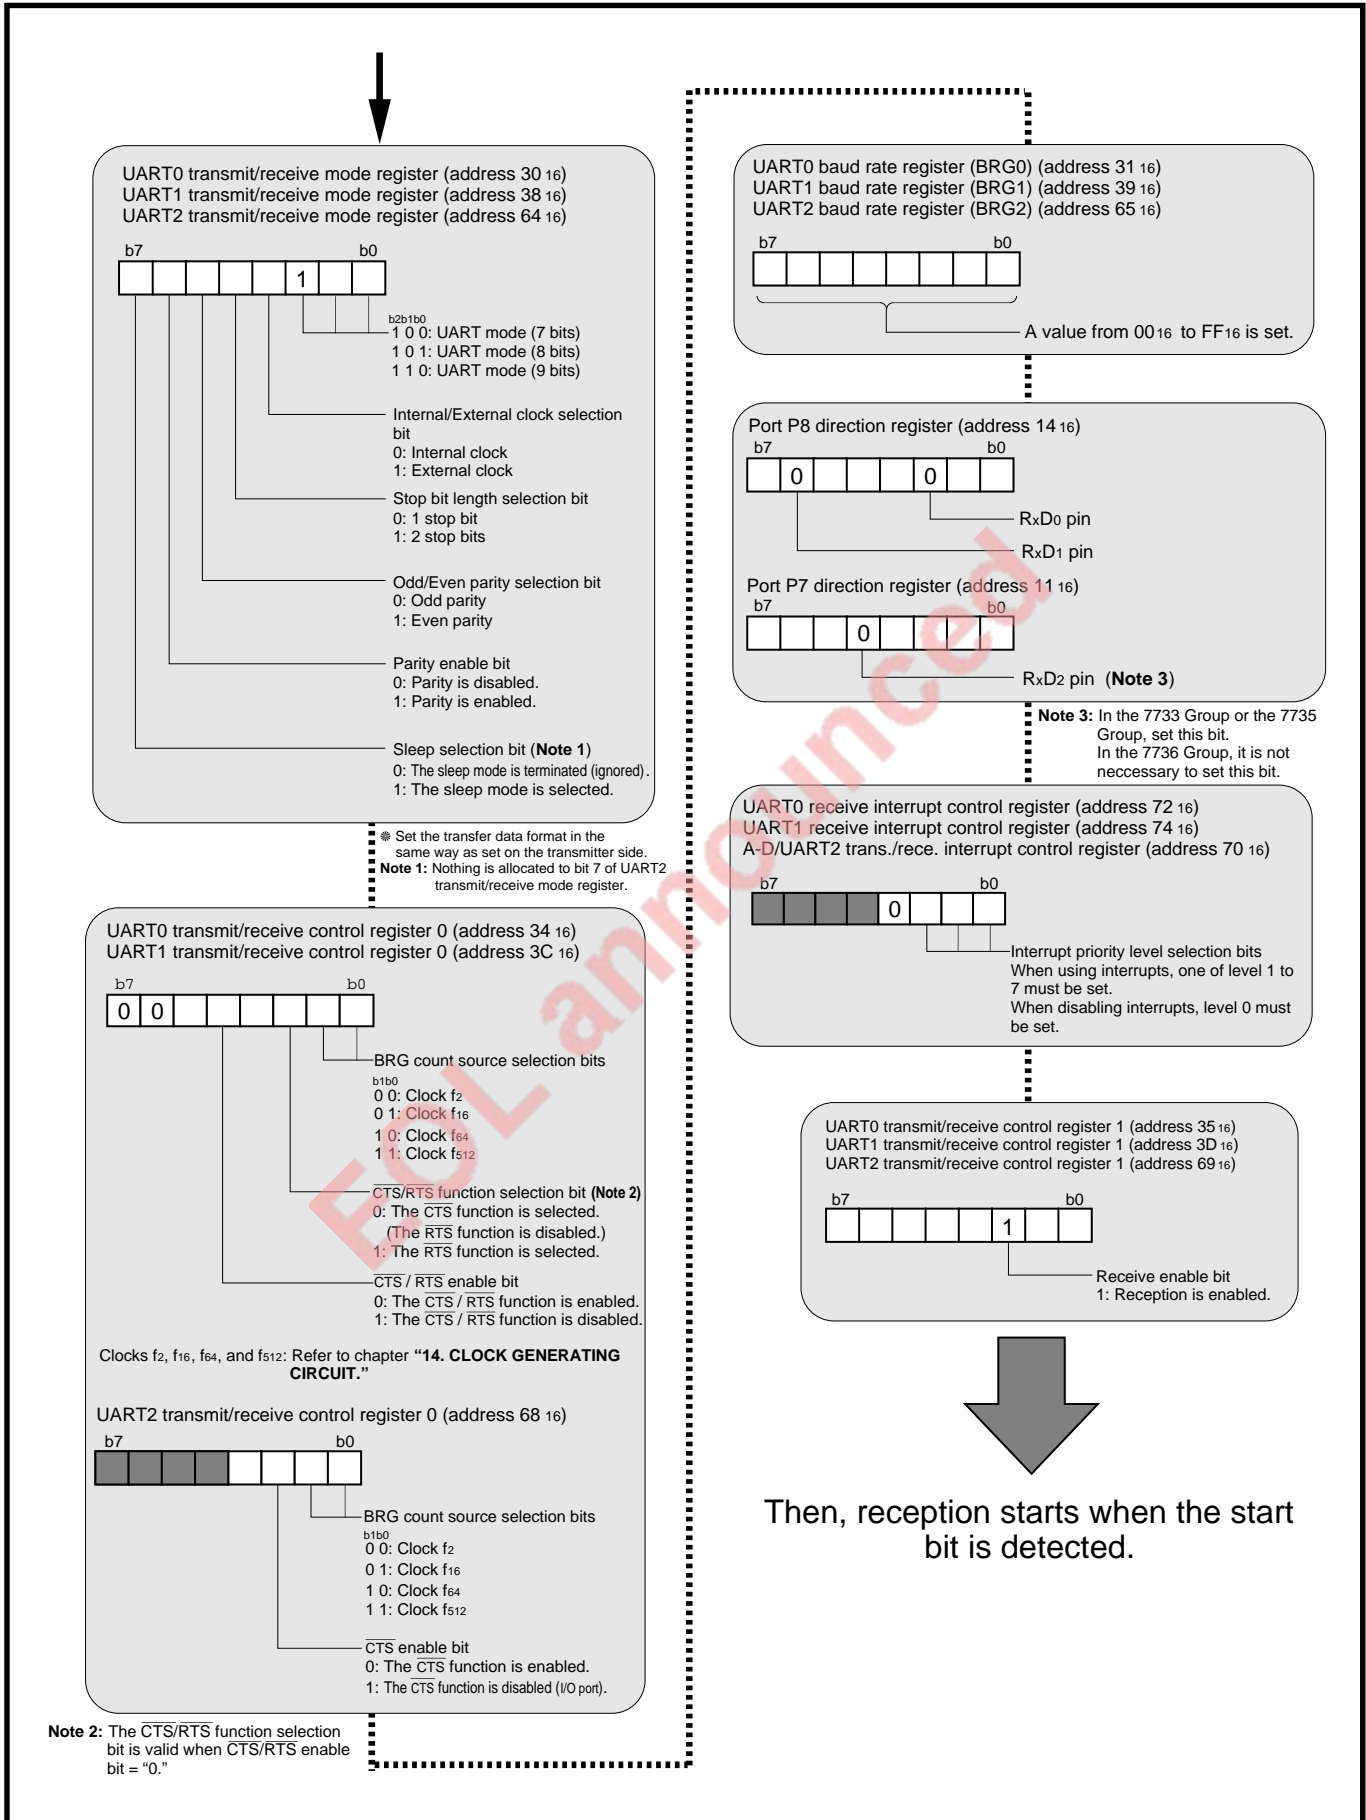 UART0 transmit/receive mode register (address 30 16)
UART1 transmit/receive mode register (address 38 16)
UART2 transmit/receive mode register (address 64 16)
b7 b0
1
b2b1b0
1 0 0: UART mode (7 bits)
1 0 1: UART mode (8 bits)
1 1 0: UART mode (9 bits)
Internal/External clock selection
bit
0: Internal clock
1: External clock
Stop bit length selection bit
0: 1 stop bit
1: 2 stop bits
Odd/Even parity selection bit
0: Odd parity
1: Even parity
Parity enable bit
0: Parity is disabled.
1: Parity is enabled.
Sleep selection bit (Note 1)
0: The sleep mode is terminated (ignored).
1: The sleep mode is selected.
❊ Set the transfer data format in the
same way as set on the transmitter side.
Note 1: Nothing is allocated to bit 7 of UART2
transmit/receive mode register.
UART0 transmit/receive control register 0 (address 34 16)
UART1 transmit/receive control register 0 (address 3C 16)
b7 b0
0 0
BRG count source selection bits
b1b0
0 0: Clock f2
0 1: Clock f16
1 0: Clock f64
1 1: Clock f512
CTS/RTS function selection bit (Note 2)
0: The CTS function is selected.
(The RTS function is disabled.)
1: The RTS function is selected.
CTS / RTS enable bit
0: The CTS / RTS function is enabled.
1: The CTS / RTS function is disabled.
Clocks f2, f16, f64, and f512: Refer to chapter “14. CLOCK GENERATING
CIRCUIT.”
UART2 transmit/receive control register 0 (address 68 16)
b7 b0
BRG count source selection bits
b1b0
0 0: Clock f2
0 1: Clock f16
1 0: Clock f64
1 1: Clock f512
CTS enable bit
0: The CTS function is enabled.
1: The CTS function is disabled (I/O port).
Note 2: The CTS/RTS function selection
bit is valid when CTS/RTS enable
bit = “0.”
UART0 baud rate register (BRG0) (address 31 16)
UART1 baud rate register (BRG1) (address 39 16)
UART2 baud rate register (BRG2) (address 65 16)
b7 b0
A value from 0016 to FF16 is set.
Port P8 direction register (address 14 16)
b7 b0
0 0
RxD0 pin
RxD1 pin
Port P7 direction register (address 11 16)
b7 b0
0
RxD2 pin (Note 3)
Note 3: In the 7733 Group or the 7735
Group, set this bit.
In the 7736 Group, it is not
neccessary to set this bit.
UART0 receive interrupt control register (address 72 16)
UART1 receive interrupt control register (address 74 16)
A-D/UART2 trans./rece. interrupt control register (address 70 16)
b7 b0
0
Interrupt priority level selection bits
When using interrupts, one of level 1 to
7 must be set.
When disabling interrupts, level 0 must
be set.
UART0 transmit/receive control register 1 (address 35 16)
UART1 transmit/receive control register 1 (address 3D 16)
UART2 transmit/receive control register 1 (address 69 16)
b7 b0
1
Receive enable bit
1: Reception is enabled.
Then, reception starts when the start
bit is detected.
EOL announced